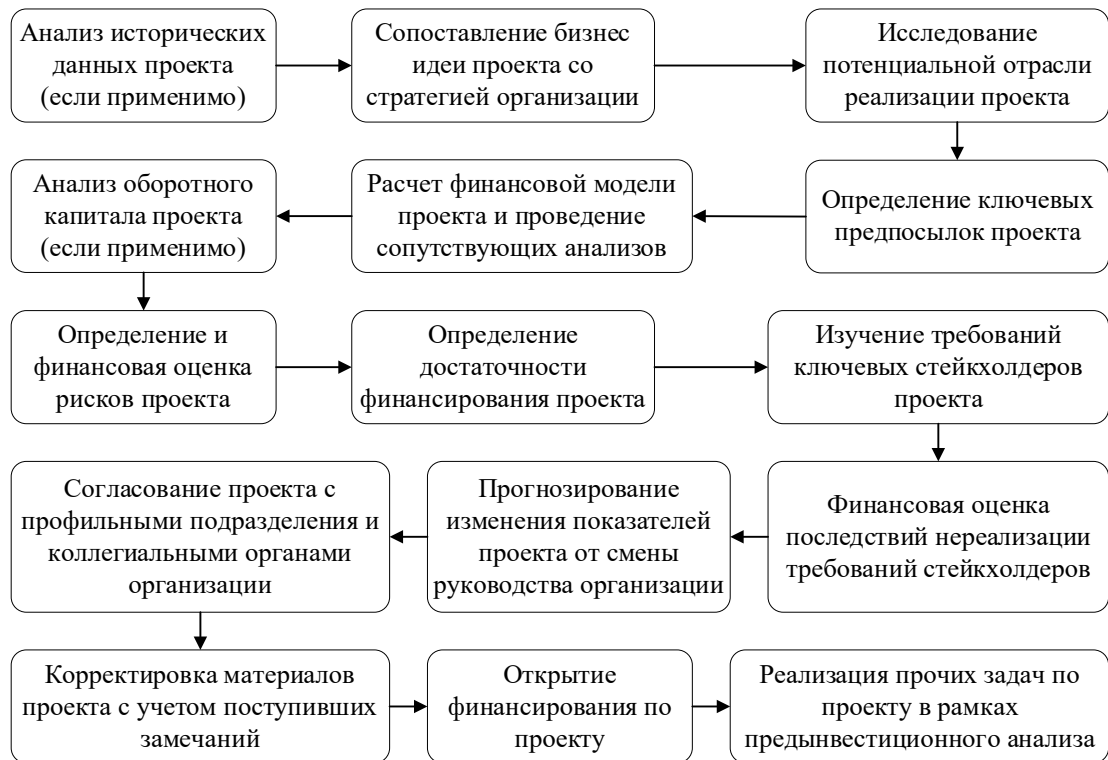 Анализ исторических
данных проекта
(если применимо)
Сопоставление бизнес
идеи проекта со
стратегией организации
Исследование
потенциальной отрасли
реализации проекта
Определение ключевых
предпосылок проекта
Расчет финансовой модели
проекта и проведение
сопутствующих анализов
Анализ оборотного
капитала проекта
(если применимо)
Определение и
финансовая оценка
рисков проекта
Определение
достаточности
финансирования проекта
Изучение требований
ключевых стейкхолдеров
проекта
Финансовая оценка
последствий нереализации
требований стейкхолдеров
Прогнозирование
изменения показателей
проекта от смены
руководства организации
Согласование проекта с
профильными подразделения и
коллегиальными органами
организации
Корректировка материалов
проекта с учетом поступивших
замечаний
Открытие
финансирования по
проекту
Реализация прочих задач по
проекту в рамках
предынвестиционного анализа